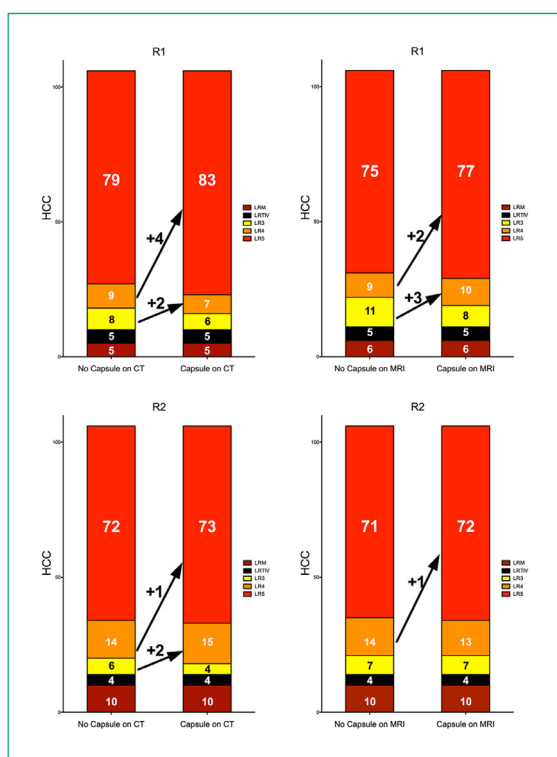 R1
HCC
100
50
0
79
9
8
5
5
+4
+2
83
7
6
5
5
No Capsule on CT
Capsule on CT
LRM
LRTIV
LR3
LR4
LR5
R1
HCC
100
50
0
75
9
11
5
6
+2
+3
77
10
8
5
6
No Capsule on MRI
Capsule on MRI
LRM
LRTIV
LR3
LR4
LR5
R2
HCC
100
50
0
72
14
6
4
10
+1
+2
73
15
4
4
10
No Capsule on CT
Capsule on CT
LRM
LRTIV
LR3
LR4
LR5
R2
HCC
100
50
0
71
14
7
4
10
+1
72
13
7
4
10
No Capsule on MRI
Capsule on MRI
LRM
LRTIV
LR3
LR4
LR5